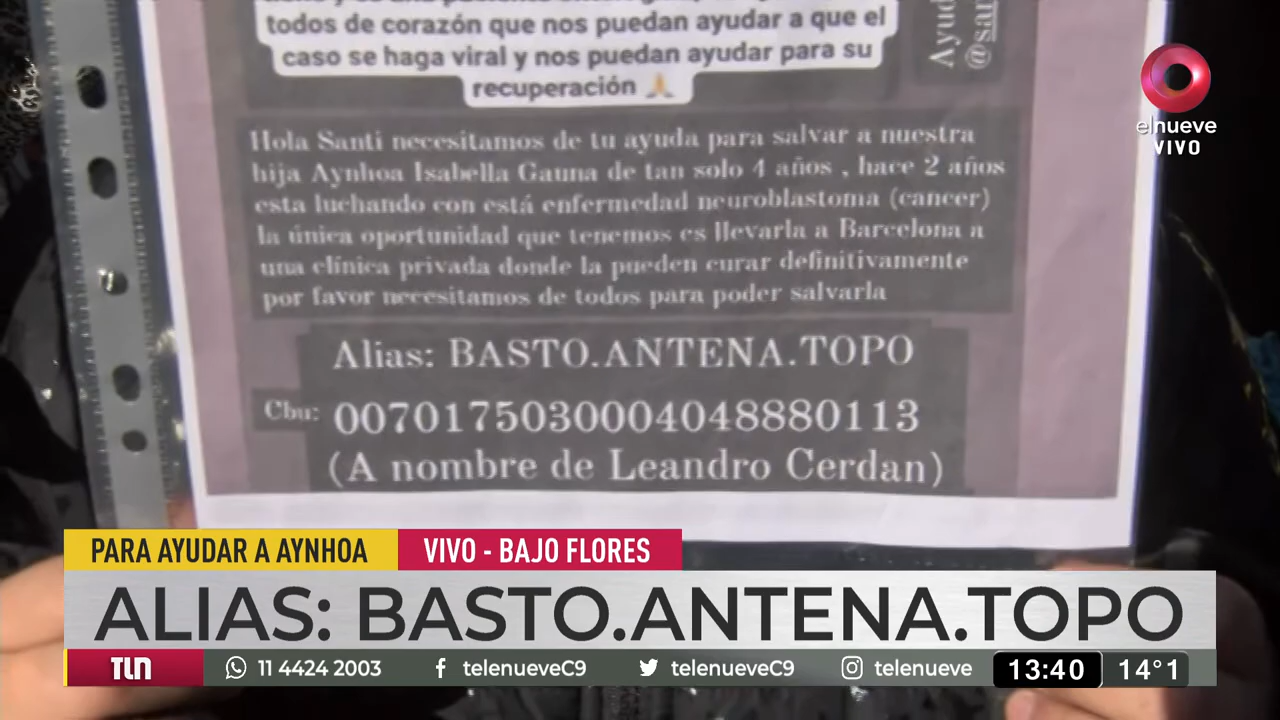 todos de corazón que nos puedan ayudar a que el
caso se haga viral y nos puedan ayudar para su
recuperación 🙏
Ayud
@sa
elnueve
VIVO
Hola Santi necesitamos de tu ayuda para salvar a nuestra
hija Aynhoa Isabella Gauna de tan solo 4 años , hace 2 años
esta luchando con está enfermedad neuroblastoma (cancer)
la única oportunidad que tenemos es llevarla a Barcelona a
una clínica privada donde la pueden curar definitivamente
por favor necesitamos de todos para poder salvarla
Alias: BASTO.ANTENA.TOPO
Cbu: 0070175030004048880113
(A nombre de Leandro Cerdan)
PARA AYUDAR A AYNHOA VIVO - BAJO FLORES
ALIAS: BASTO.ANTENA.TOPO
TLN 11 4424 2003 telenueveC9 telenueveC9 telenueve 13:40 14°1